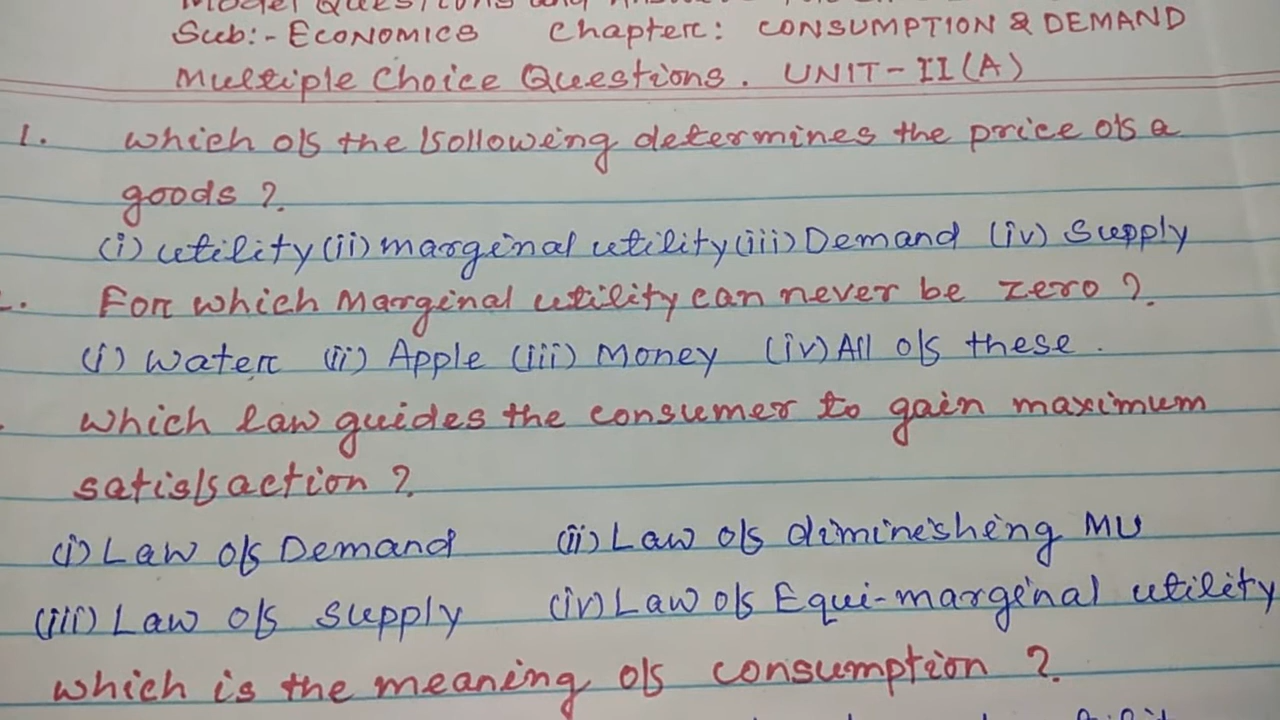 Model Questions and
Sub:- ECONOMICS Chapter: CONSUMPTION & DEMAND
Multiple Choice Questions. UNIT-II(A)
1. Which of the following determines the price of a
goods ?
(i) utility (ii) marginal utility (iii) Demand (iv) Supply
For which Marginal utility can never be zero ?
(i) Water (ii) Apple (iii) Money (iv) All of these.
Which law guides the consumer to gain maximum
satisfaction ?
(i) Law of Demand (ii) Law of diminishing MU
(iii) Law of Supply (iv) Law of Equi-marginal utility
which is the meaning of consumption ?